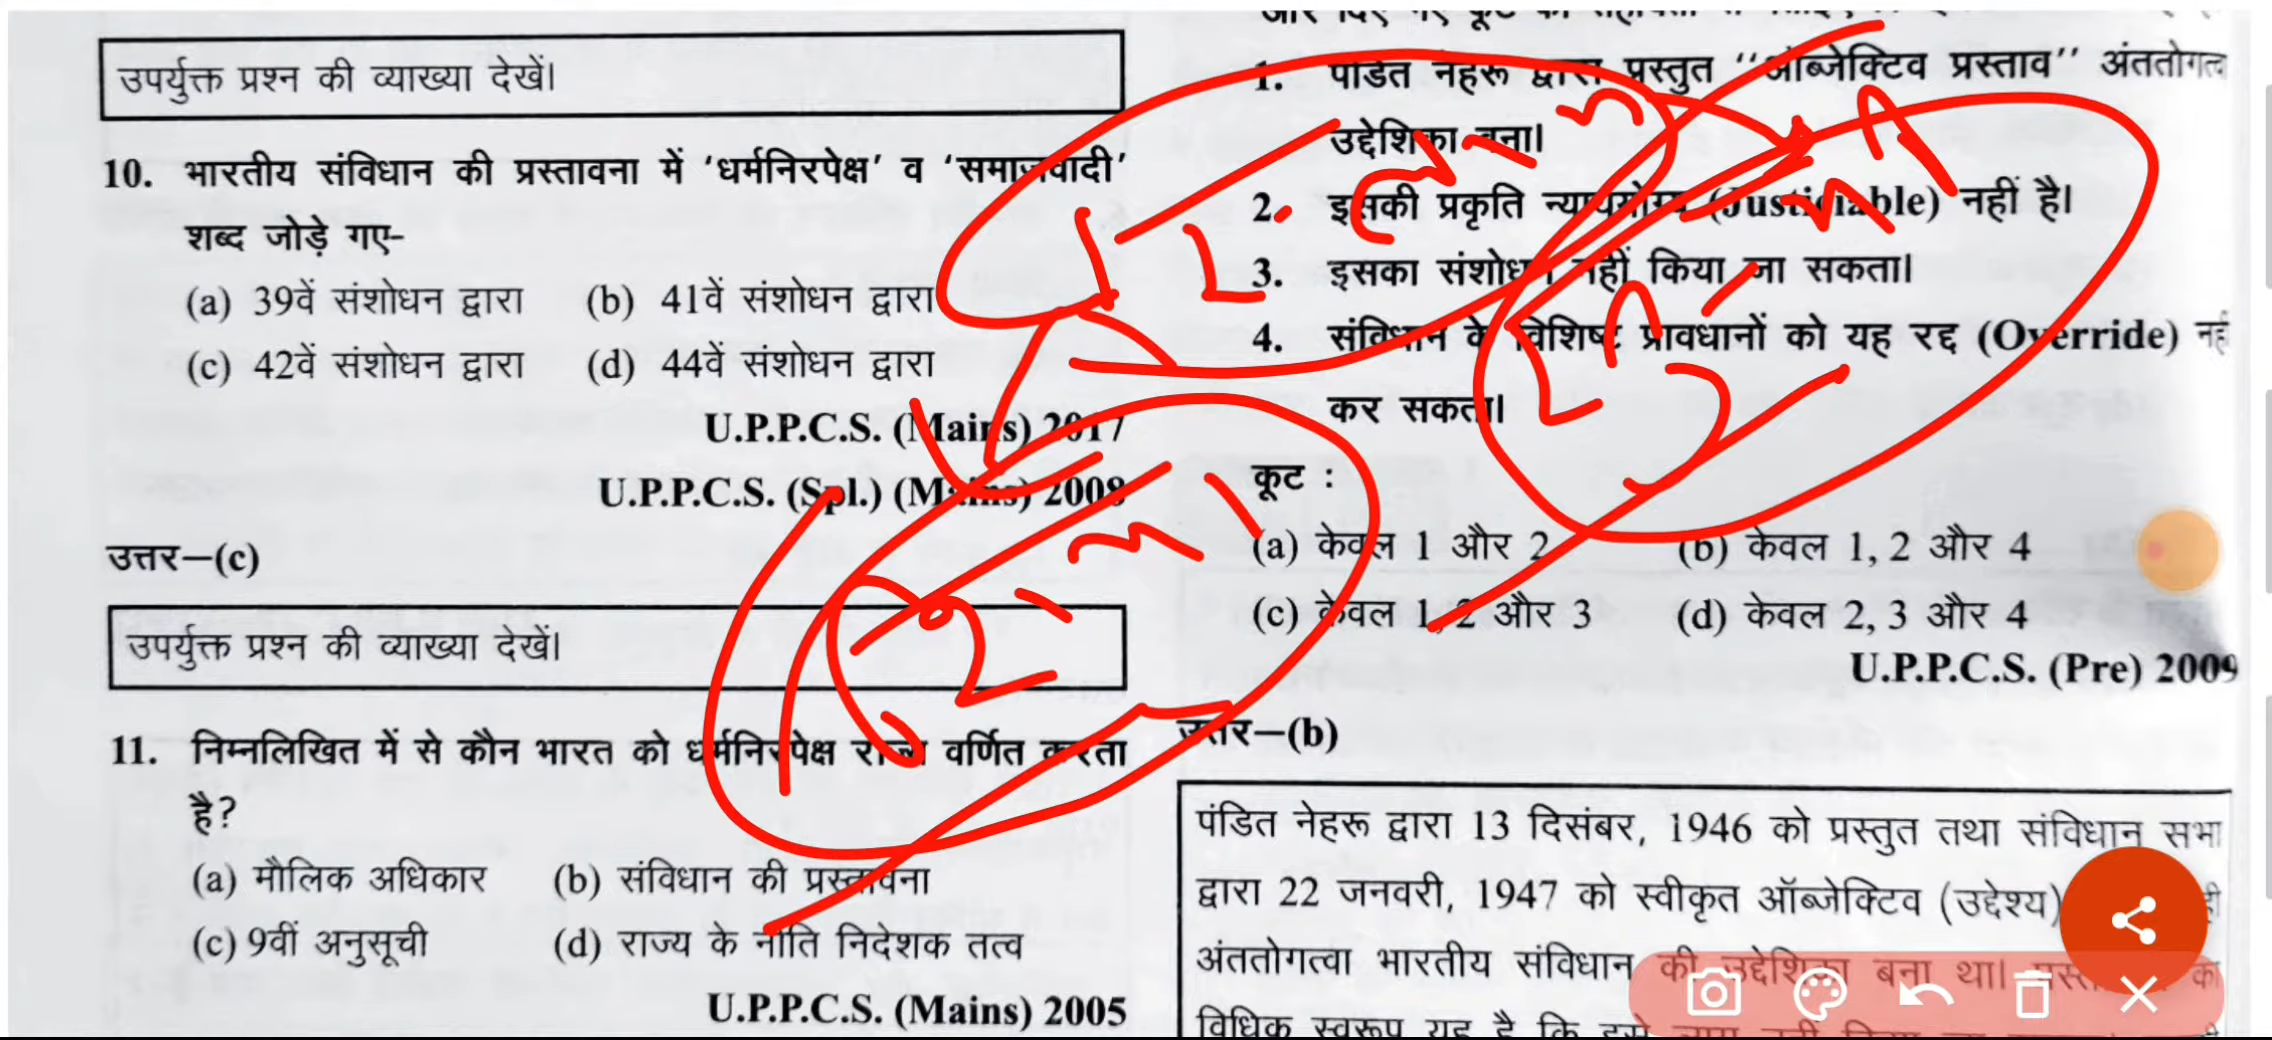 उपर्युक्त प्रश्न की व्याख्या देखें।
10. भारतीय संविधान की प्रस्तावना में ‘धर्मनिरपेक्ष’ व ‘समाजवादी’
शब्द जोड़े गए-
(a) 39वें संशोधन द्वारा (b) 41वें संशोधन द्वारा
(c) 42वें संशोधन द्वारा (d) 44वें संशोधन द्वारा
U.P.P.C.S. (Mains) 2017
U.P.P.C.S. (Spl.) (Mains) 2008
उत्तर—(c)
उपर्युक्त प्रश्न की व्याख्या देखें।
11. निम्नलिखित में से कौन भारत को धर्मनिरपेक्ष राज्य वर्णित करता
है?
(a) मौलिक अधिकार (b) संविधान की प्रस्तावना
(c) 9वीं अनुसूची (d) राज्य के नीति निदेशक तत्व
U.P.P.C.S. (Mains) 2005
1. पंडित नेहरू द्वारा प्रस्तुत ‘‘ऑब्जेक्टिव प्रस्ताव’’ अंततोगत्वा
उद्देशिका बना।
2. इसकी प्रकृति न्याययोग्य (Justiciable) नहीं है।
3. इसका संशोधन नहीं किया जा सकता।
4. संविधान के विशिष्ट प्रावधानों को यह रद्द (Override) नहीं
कर सकता।
कूट :
(a) केवल 1 और 2 (b) केवल 1, 2 और 4
(c) केवल 1, 2 और 3 (d) केवल 2, 3 और 4
U.P.P.C.S. (Pre) 2009
उत्तर—(b)
पंडित नेहरू द्वारा 13 दिसंबर, 1946 को प्रस्तुत तथा संविधान सभा
द्वारा 22 जनवरी, 1947 को स्वीकृत ऑब्जेक्टिव (उद्देश्य)
अंततोगत्वा भारतीय संविधान की उद्देशिका बना था।
विधिक स्वरूप यह है कि इसे